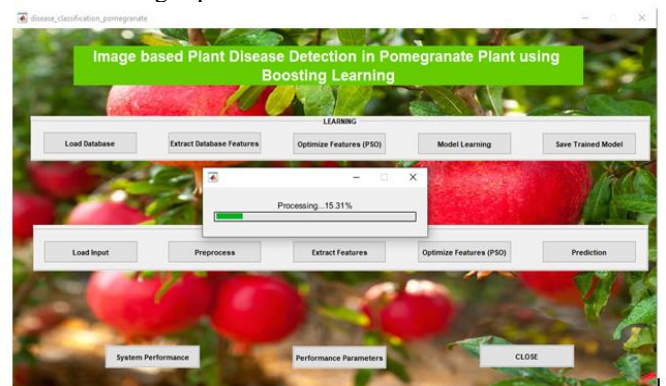 disease_classification_pomegranate
Image based Plant Disease Detection in Pomegranate Plant using
Boosting Learning
LEARNING
Load Database Extract Database Features Optimize Features (PSO) Model Learning Save Trained Model
Processing...15.31%
Load Input Preprocess Extract Features Optimize Features (PSO) Prediction
System Performance Performance Parameters CLOSE